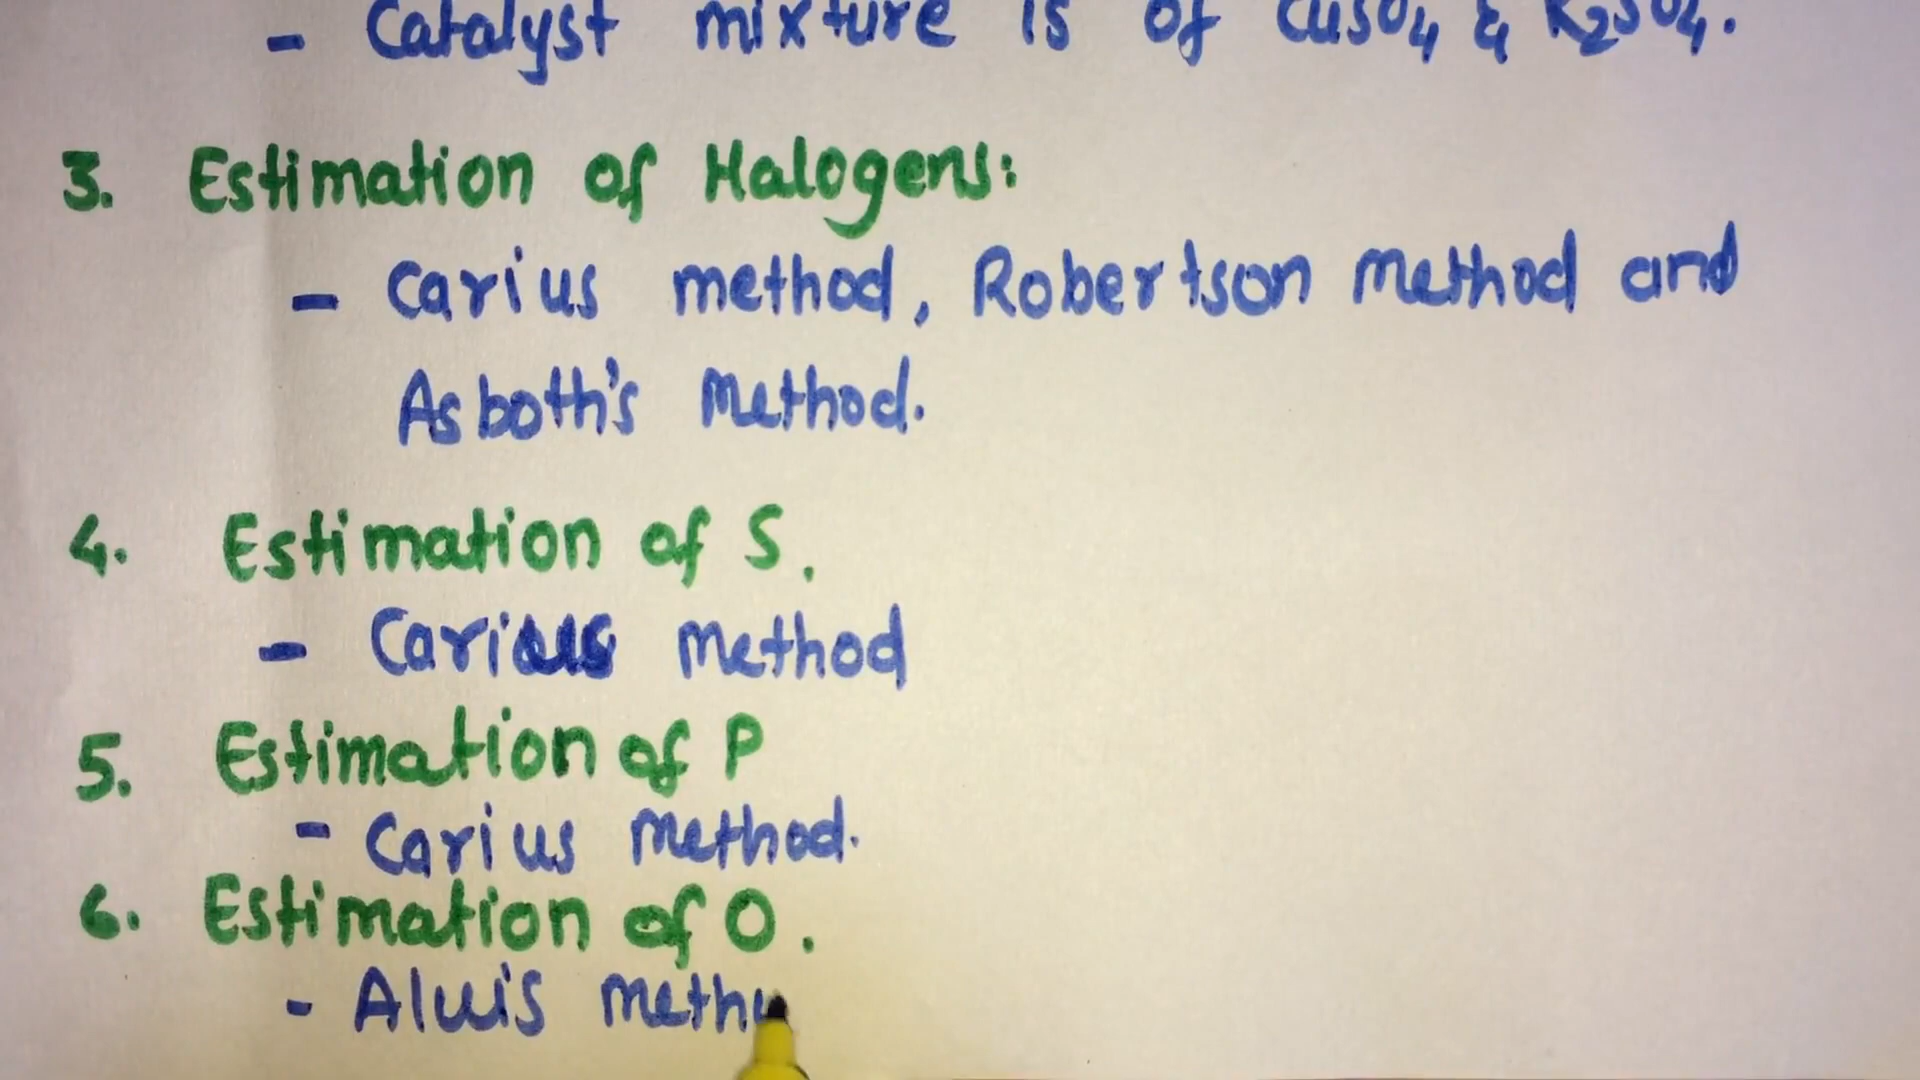 - Catalyst mixture is of CuSO4 & K2SO4.
3. Estimation of Halogens:
- Carius method, Robertson Method and
Asboth's Method.
4. Estimation of S.
- Carius Method
5. Estimation of P
- Carius Method.
6. Estimation of O.
- Aluis